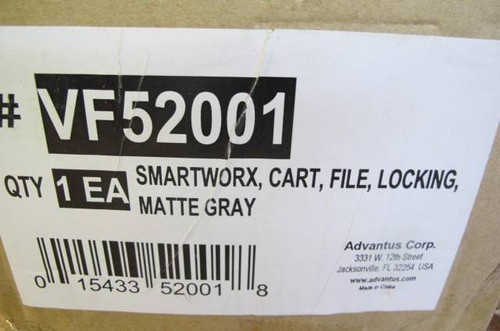 # VF52001
QTY 1 EA SMARTWORX, CART, FILE, LOCKING,
MATTE GRAY
Advantus Corp.
3331 W. 12th Street
Jacksonville, FL 32254 USA
www.advantus.com
Made in China
0 15433 52001 8